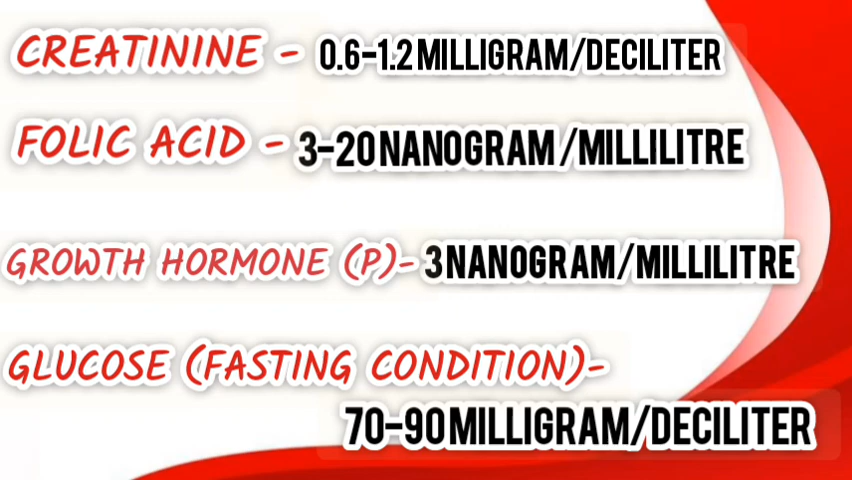 CREATININE - 0.6-1.2 MILLIGRAM/DECILITER
FOLIC ACID - 3-20 NANOGRAM/MILLILITRE
GROWTH HORMONE (P)- 3 NANOGRAM/MILLILITRE
GLUCOSE (FASTING CONDITION)-
70-90 MILLIGRAM/DECILITER